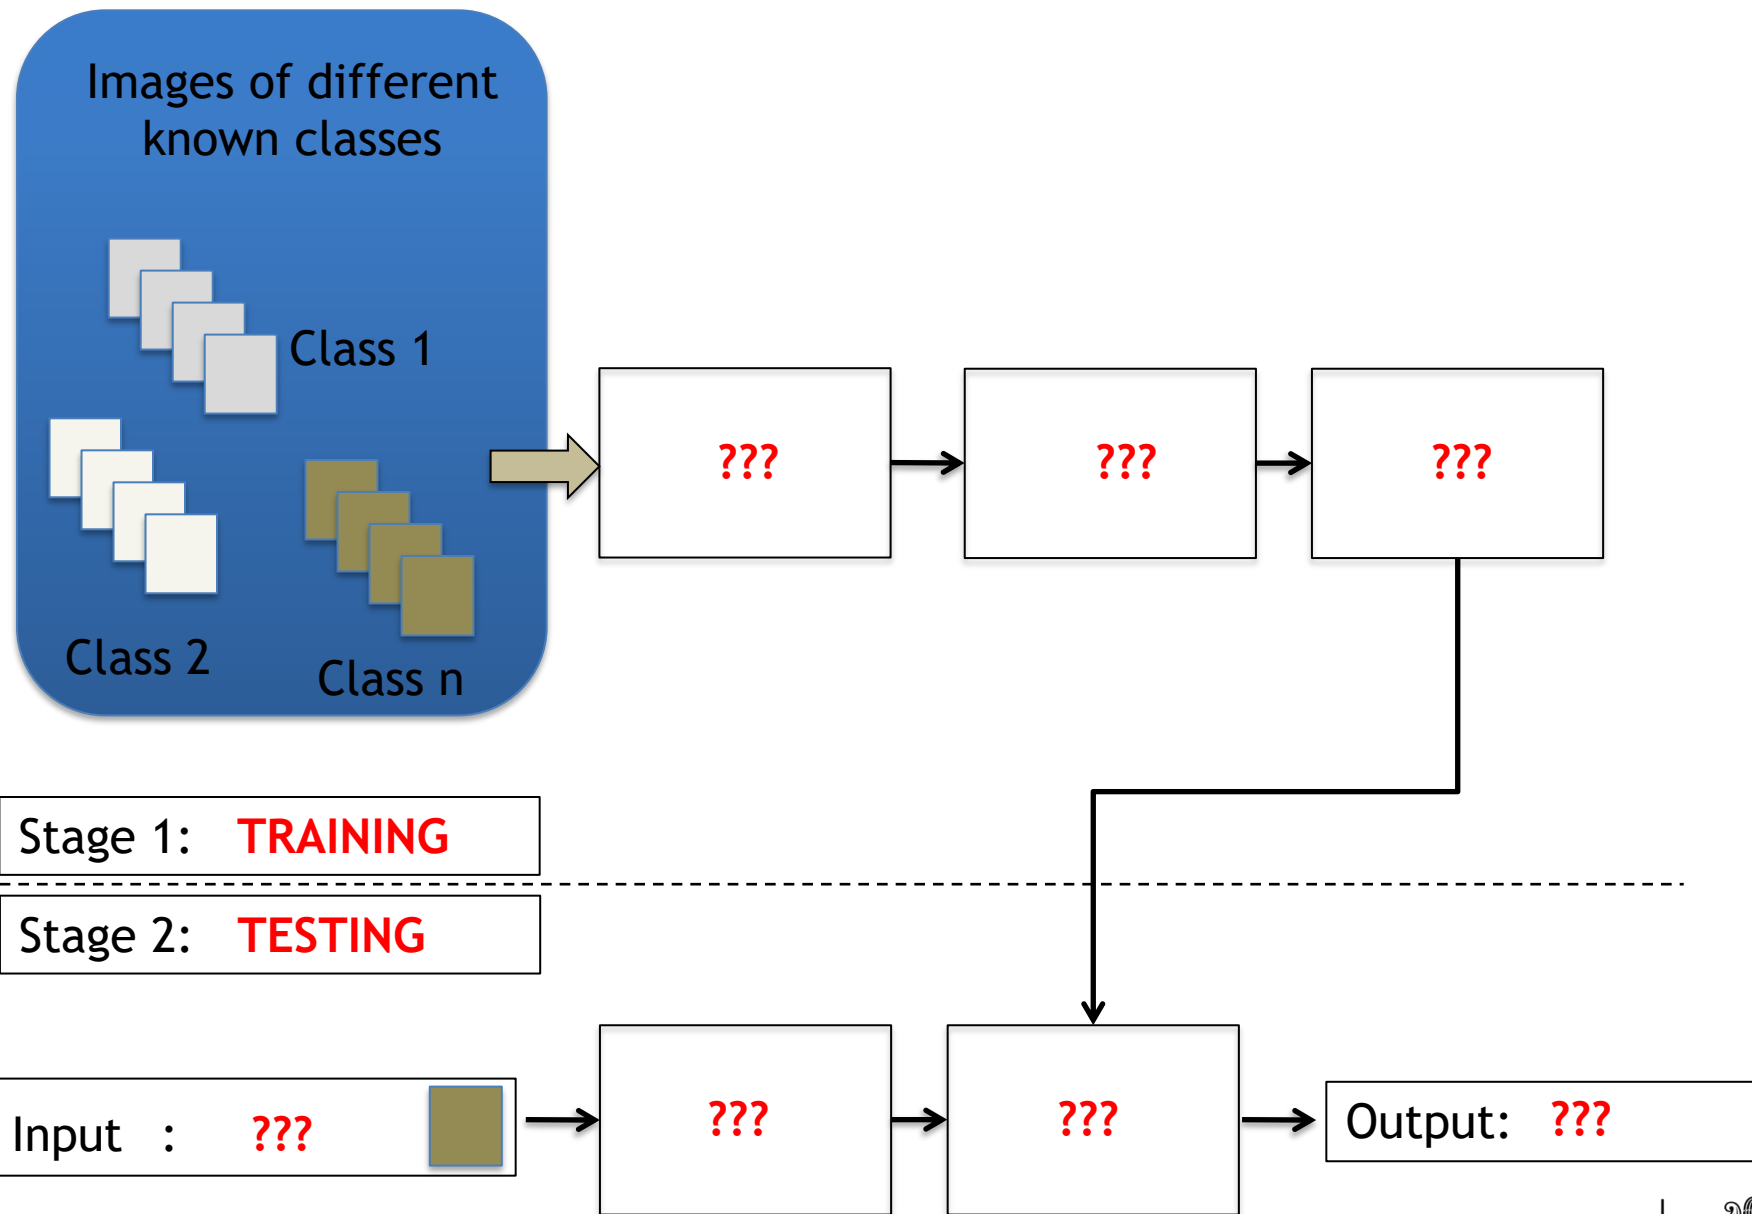 Images of different
known classes
Class 1
Class 2
Class n
???
???
???
Stage 1: TRAINING
Stage 2: TESTING
Input : ???
???
???
Output: ???